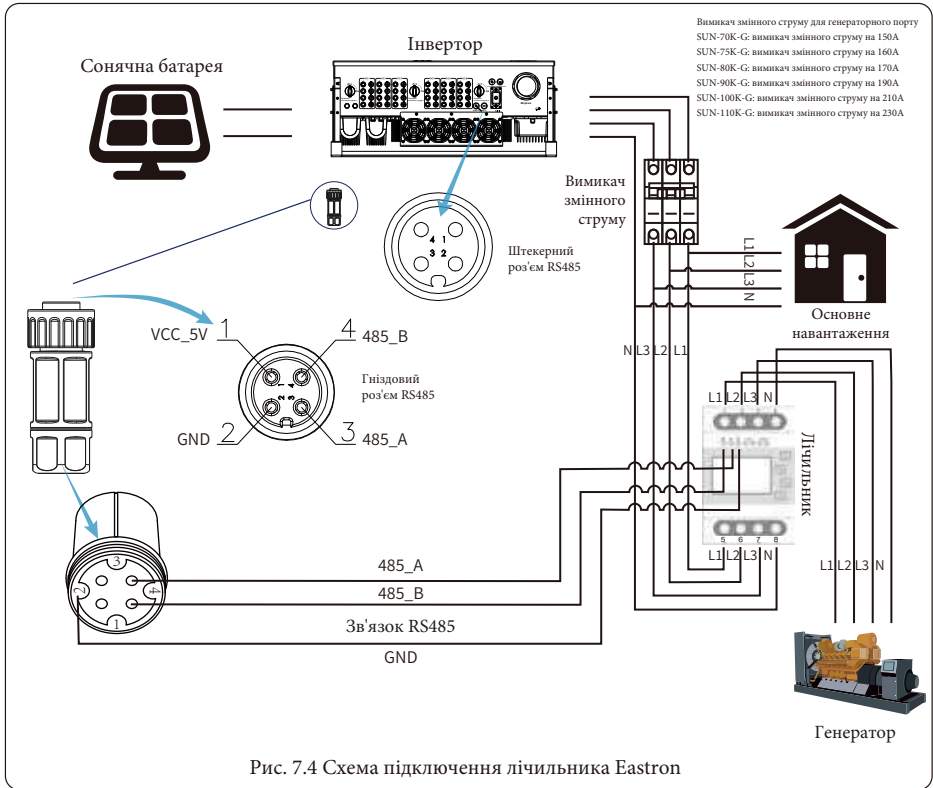 Вимикач змінного струму для генераторного порту
SUN-70K-G: вимикач змінного струму на 150A
SUN-75K-G: вимикач змінного струму на 160A
SUN-80K-G: вимикач змінного струму на 170A
SUN-90K-G: вимикач змінного струму на 190A
SUN-100K-G: вимикач змінного струму на 210A
SUN-110K-G: вимикач змінного струму на 230A
Інвертор
Сонячна батарея
Вимикач
змінного
струму
4 1
3 2
Штекерний
роз'єм RS485
L1
L2
L3
N
Основне
навантаження
VCC_5V 1
4 485_B
1 4
2 3
Гніздовий
роз'єм RS485
GND 2
3 485_A
N L3 L2 L1
L1 L2 L3 N
Лічильник
5 6 7 8
L1 L2 L3 N
L1 L2 L3 N
3
2 4
1
485_A
485_B
Зв'язок RS485
GND
Генератор
Рис. 7.4 Схема підключення лічильника Eastron